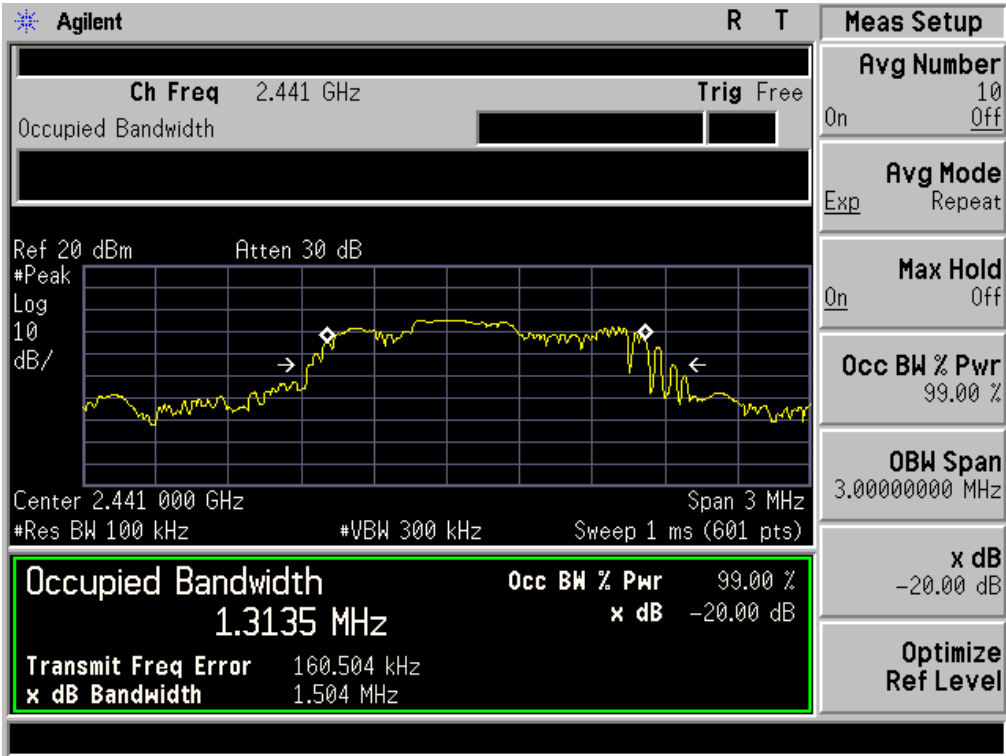 Agilent R T
Ch Freq 2.441 GHz Trig Free
Occupied Bandwidth
Ref 20 dBm Atten 30 dB
#Peak
Log
10
dB/
Center 2.441 000 GHz Span 3 MHz
#Res BW 100 kHz #VBW 300 kHz Sweep 1 ms (601 pts)
Occupied Bandwidth Occ BW % Pwr 99.00 %
1.3135 MHz x dB -20.00 dB
Transmit Freq Error 160.504 kHz
x dB Bandwidth 1.504 MHz
Meas Setup
Avg Number
10
On Off
Avg Mode
Exp Repeat
Max Hold
On Off
Occ BW % Pwr
99.00 %
OBW Span
3.00000000 MHz
x dB
-20.00 dB
Optimize
Ref Level